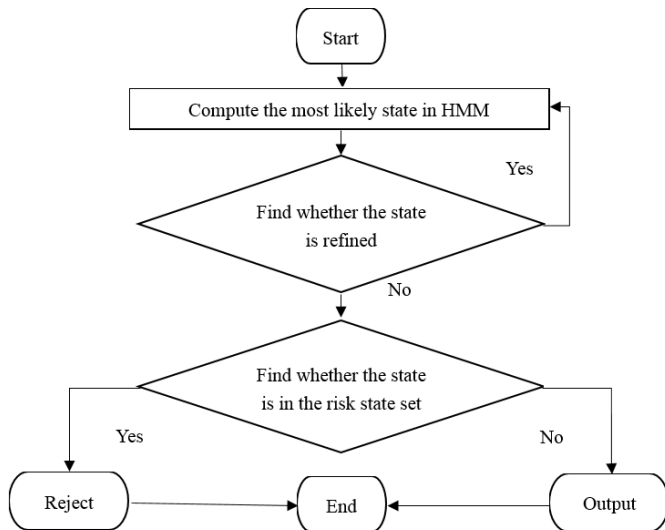 Start
Compute the most likely state in HMM
Yes
Find whether the state
is refined
No
Find whether the state
is in the risk state set
Yes
No
Reject
End
Output